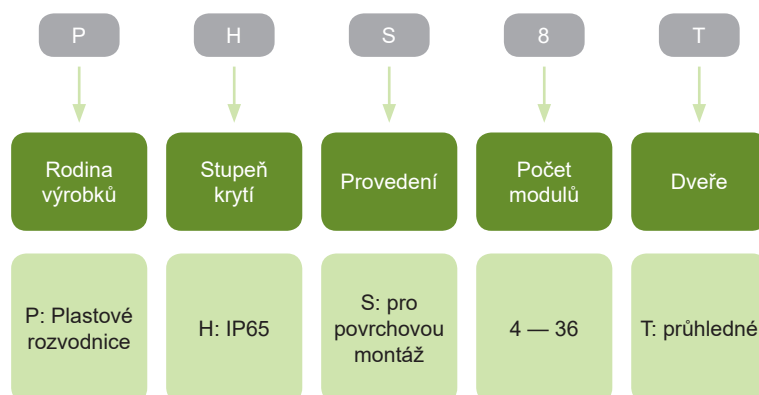 P H S 8 T
Rodina
výrobků
Stupeň
krytí
Provedení
Počet
modulů
Dveře
P: Plastové
rozvodnice
H: IP65
S: pro
povrchovou
montáž
4 — 36
T: průhledné